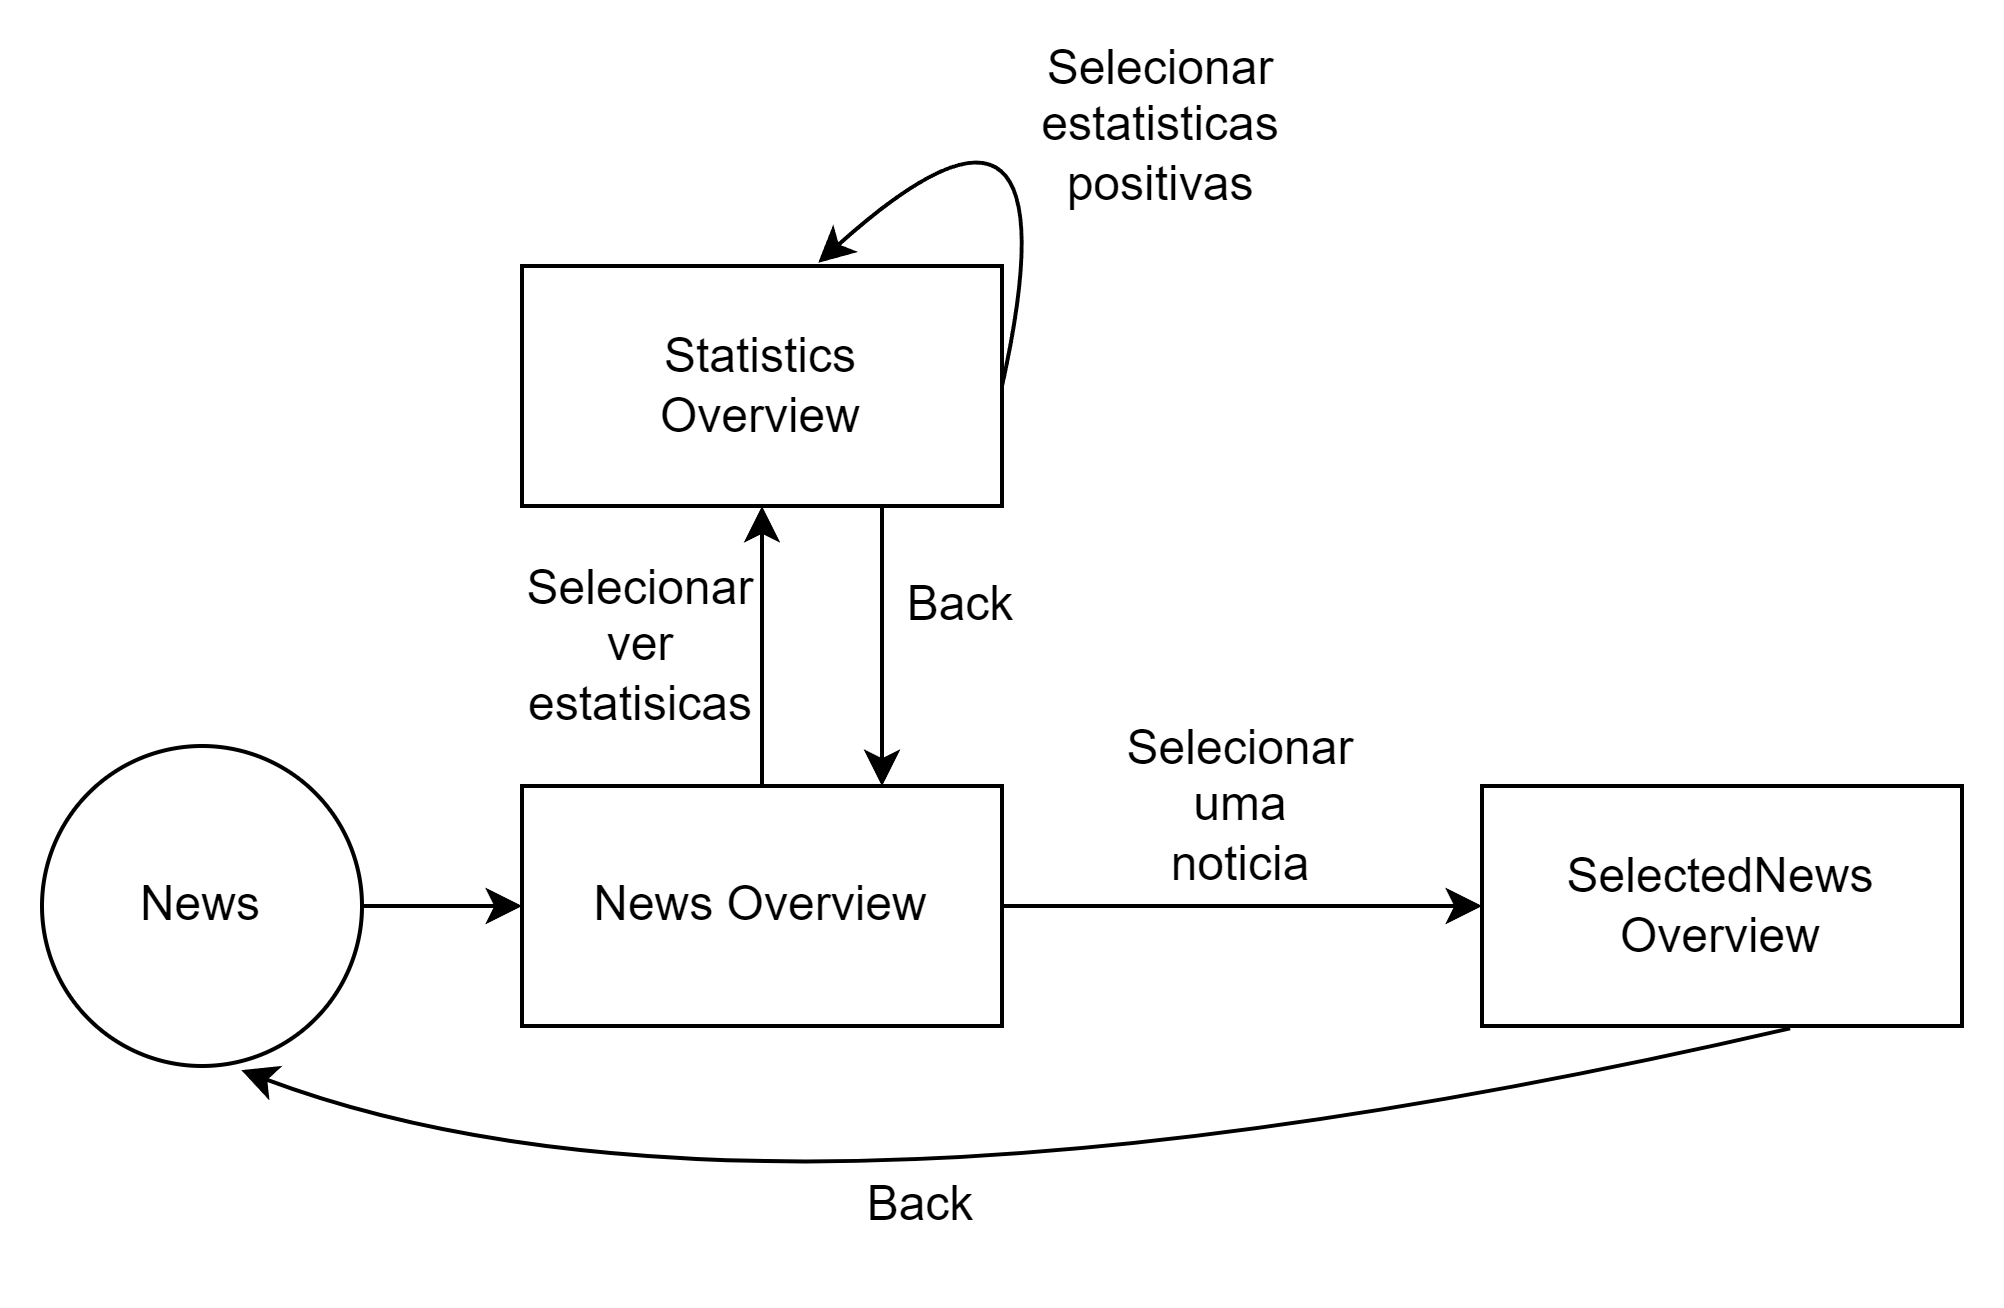 Selecionar
estatisticas
positivas
Statistics
Overview
Selecionar
ver
estatisicas
Back
Selecionar
uma
noticia
News
News Overview
SelectedNews
Overview
Back